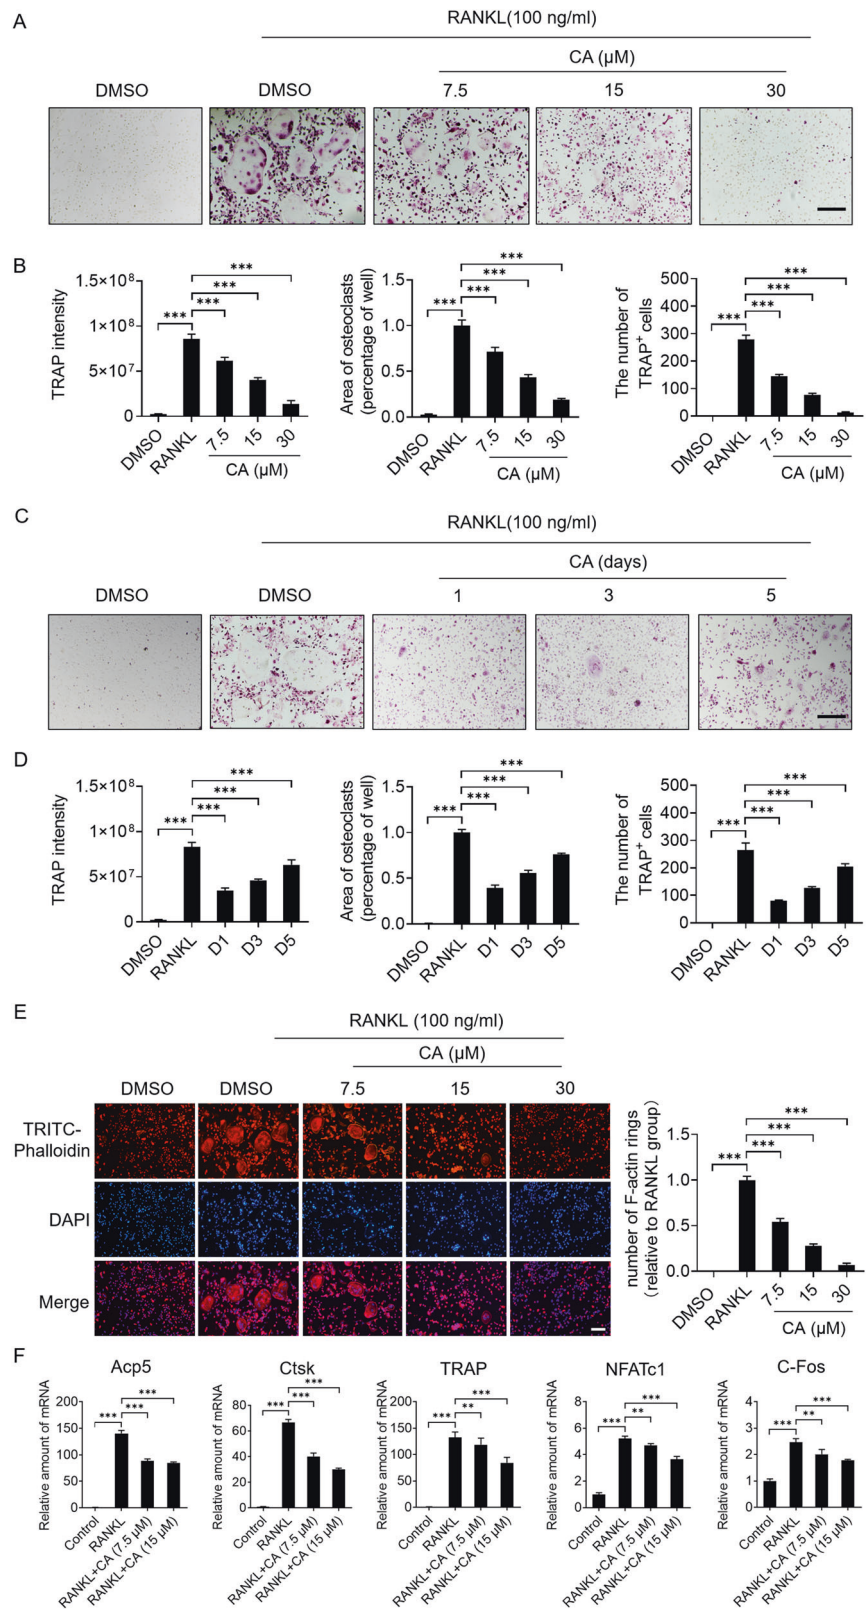 A
RANKL(100 ng/ml)
CA (μM)
DMSO DMSO 7.5 15 30
B
TRAP intensity
1.5×10⁸
1×10⁸
5×10⁷
0
*** *** *** ***
DMSO RANKL 7.5 15 30
CA (μM)
Area of osteoclasts
(percentage of well)
1.5
1.0
0.5
0.0
*** *** *** ***
DMSO RANKL 7.5 15 30
CA (μM)
The number of
TRAP⁺ cells
500
400
300
200
100
0
*** *** *** ***
DMSO RANKL 7.5 15 30
CA (μM)
C
RANKL(100 ng/ml)
CA (days)
DMSO DMSO 1 3 5
D
TRAP intensity
1.5×10⁸
1×10⁸
5×10⁷
0
*** *** *** ***
DMSO RANKL D1 D3 D5
Area of osteoclasts
(percentage of well)
1.5
1.0
0.5
0.0
*** *** *** ***
DMSO RANKL D1 D3 D5
The number of
TRAP⁺ cells
500
400
300
200
100
0
*** *** *** ***
DMSO RANKL D1 D3 D5
E
RANKL (100 ng/ml)
CA (μM)
DMSO DMSO 7.5 15 30
TRITC-
Phalloidin
DAPI
Merge
number of F-actin rings
(relative to RANKL group)
1.5
1.0
0.5
0.0
*** *** *** ***
DMSO RANKL 7.5 15 30
CA (μM)
F
Acp5
Relative amount of mRNA
200
150
100
50
0
*** *** ***
Control RANKL RANKL+CA (7.5 μM) RANKL+CA (15 μM)
Ctsk
Relative amount of mRNA
80
60
40
20
0
*** *** ***
Control RANKL RANKL+CA (7.5 μM) RANKL+CA (15 μM)
TRAP
Relative amount of mRNA
200
150
100
50
0
*** ** ***
Control RANKL RANKL+CA (7.5 μM) RANKL+CA (15 μM)
NFATc1
Relative amount of mRNA
8
6
4
2
0
*** ** ***
Control RANKL RANKL+CA (7.5 μM) RANKL+CA (15 μM)
C-Fos
Relative amount of mRNA
4
3
2
1
0
*** ** ***
Control RANKL RANKL+CA (7.5 μM) RANKL+CA (15 μM)